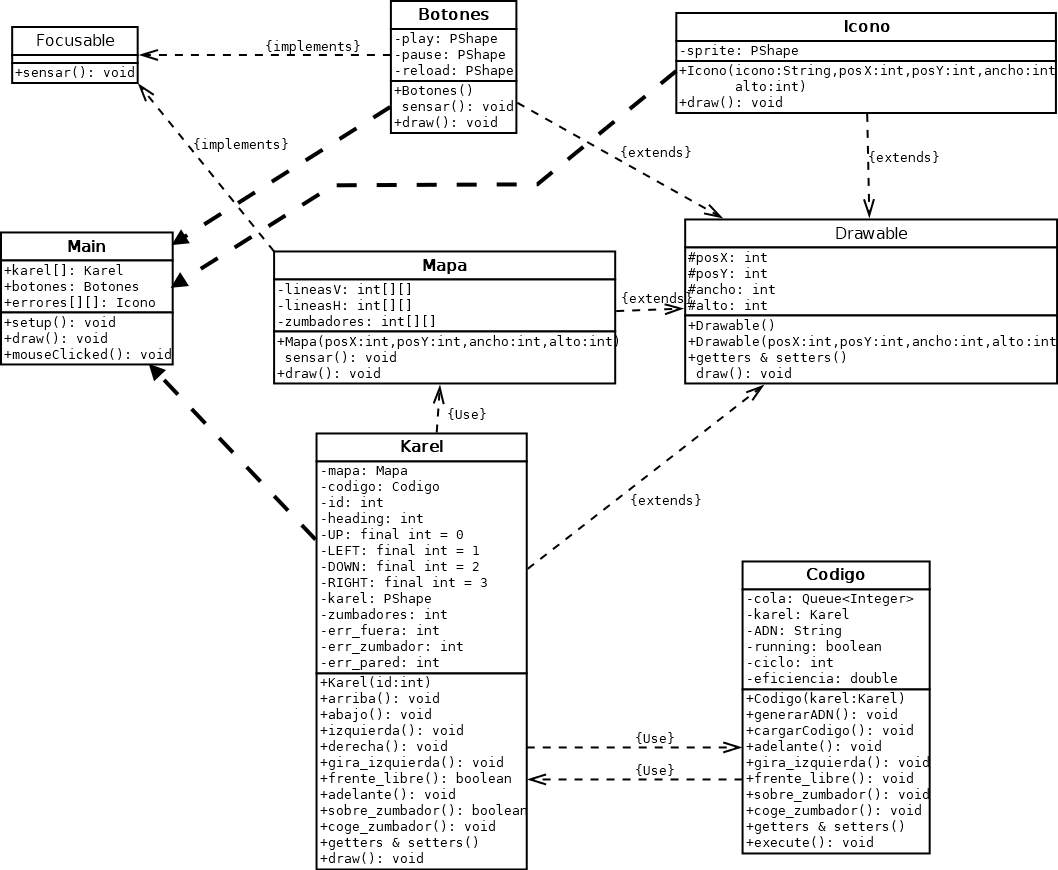 Focusable
+sensar(): void
Botones
-play: PShape
-pause: PShape
-reload: PShape
+Botones()
sensar(): void
+draw(): void
Icono
-sprite: PShape
+Icono(icono:String,posX:int,posY:int,ancho:int
alto:int)
+draw(): void
{implements}
{implements}
{extends}
{extends}
Main
+karel[]: Karel
+botones: Botones
+errores[][]: Icono
+setup(): void
+draw(): void
+mouseClicked(): void
Mapa
-lineasV: int[][]
-lineasH: int[][]
-zumbadores: int[][]
+Mapa(posX:int,posY:int,ancho:int,alto:int)
sensar(): void
+draw(): void
{extends}
Drawable
#posX: int
#posY: int
#ancho: int
#alto: int
+Drawable()
+Drawable(posX:int,posY:int,ancho:int,alto:int
+getters & setters()
draw(): void
{Use}
{extends}
Karel
-mapa: Mapa
-codigo: Codigo
-id: int
-heading: int
-UP: final int = 0
-LEFT: final int = 1
-DOWN: final int = 2
-RIGHT: final int = 3
-karel: PShape
-zumbadores: int
-err_fuera: int
-err_zumbador: int
-err_pared: int
+Karel(id:int)
+arriba(): void
+abajo(): void
+izquierda(): void
+derecha(): void
+gira_izquierda(): void
+frente_libre(): boolean
+adelante(): void
+sobre_zumbador(): boolean
+coge_zumbador(): void
+getters & setters()
+draw(): void
{Use}
{Use}
Codigo
-cola: Queue<Integer>
-karel: Karel
-ADN: String
-running: boolean
-ciclo: int
-eficiencia: double
+Codigo(karel:Karel)
+generarADN(): void
+cargarCodigo(): void
+adelante(): void
+gira_izquierda(): void
+frente_libre(): void
+sobre_zumbador(): void
+coge_zumbador(): void
+getters & setters()
+execute(): void